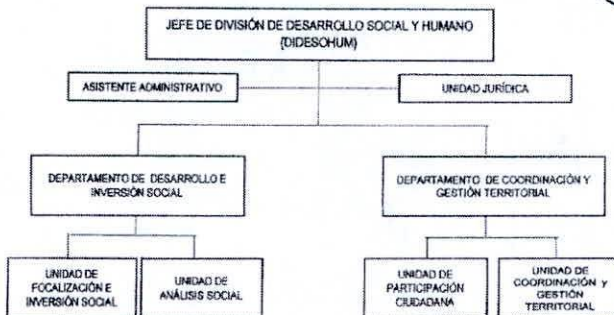 JEFE DE DIVISIÓN DE DESARROLLO SOCIAL Y HUMANO
(DIDESOHUM)
ASISTENTE ADMINISTRATIVO
UNIDAD JURÍDICA
DEPARTAMENTO DE DESARROLLO E
INVERSIÓN SOCIAL
DEPARTAMENTO DE COORDINACIÓN Y
GESTIÓN TERRITORIAL
UNIDAD DE
FOCALIZACIÓN E
INVERSIÓN SOCIAL
UNIDAD DE
ANÁLISIS SOCIAL
UNIDAD DE
PARTICIPACIÓN
CIUDADANA
UNIDAD DE
COORDINACIÓN y
GESTIÓN
TERRITORIAL